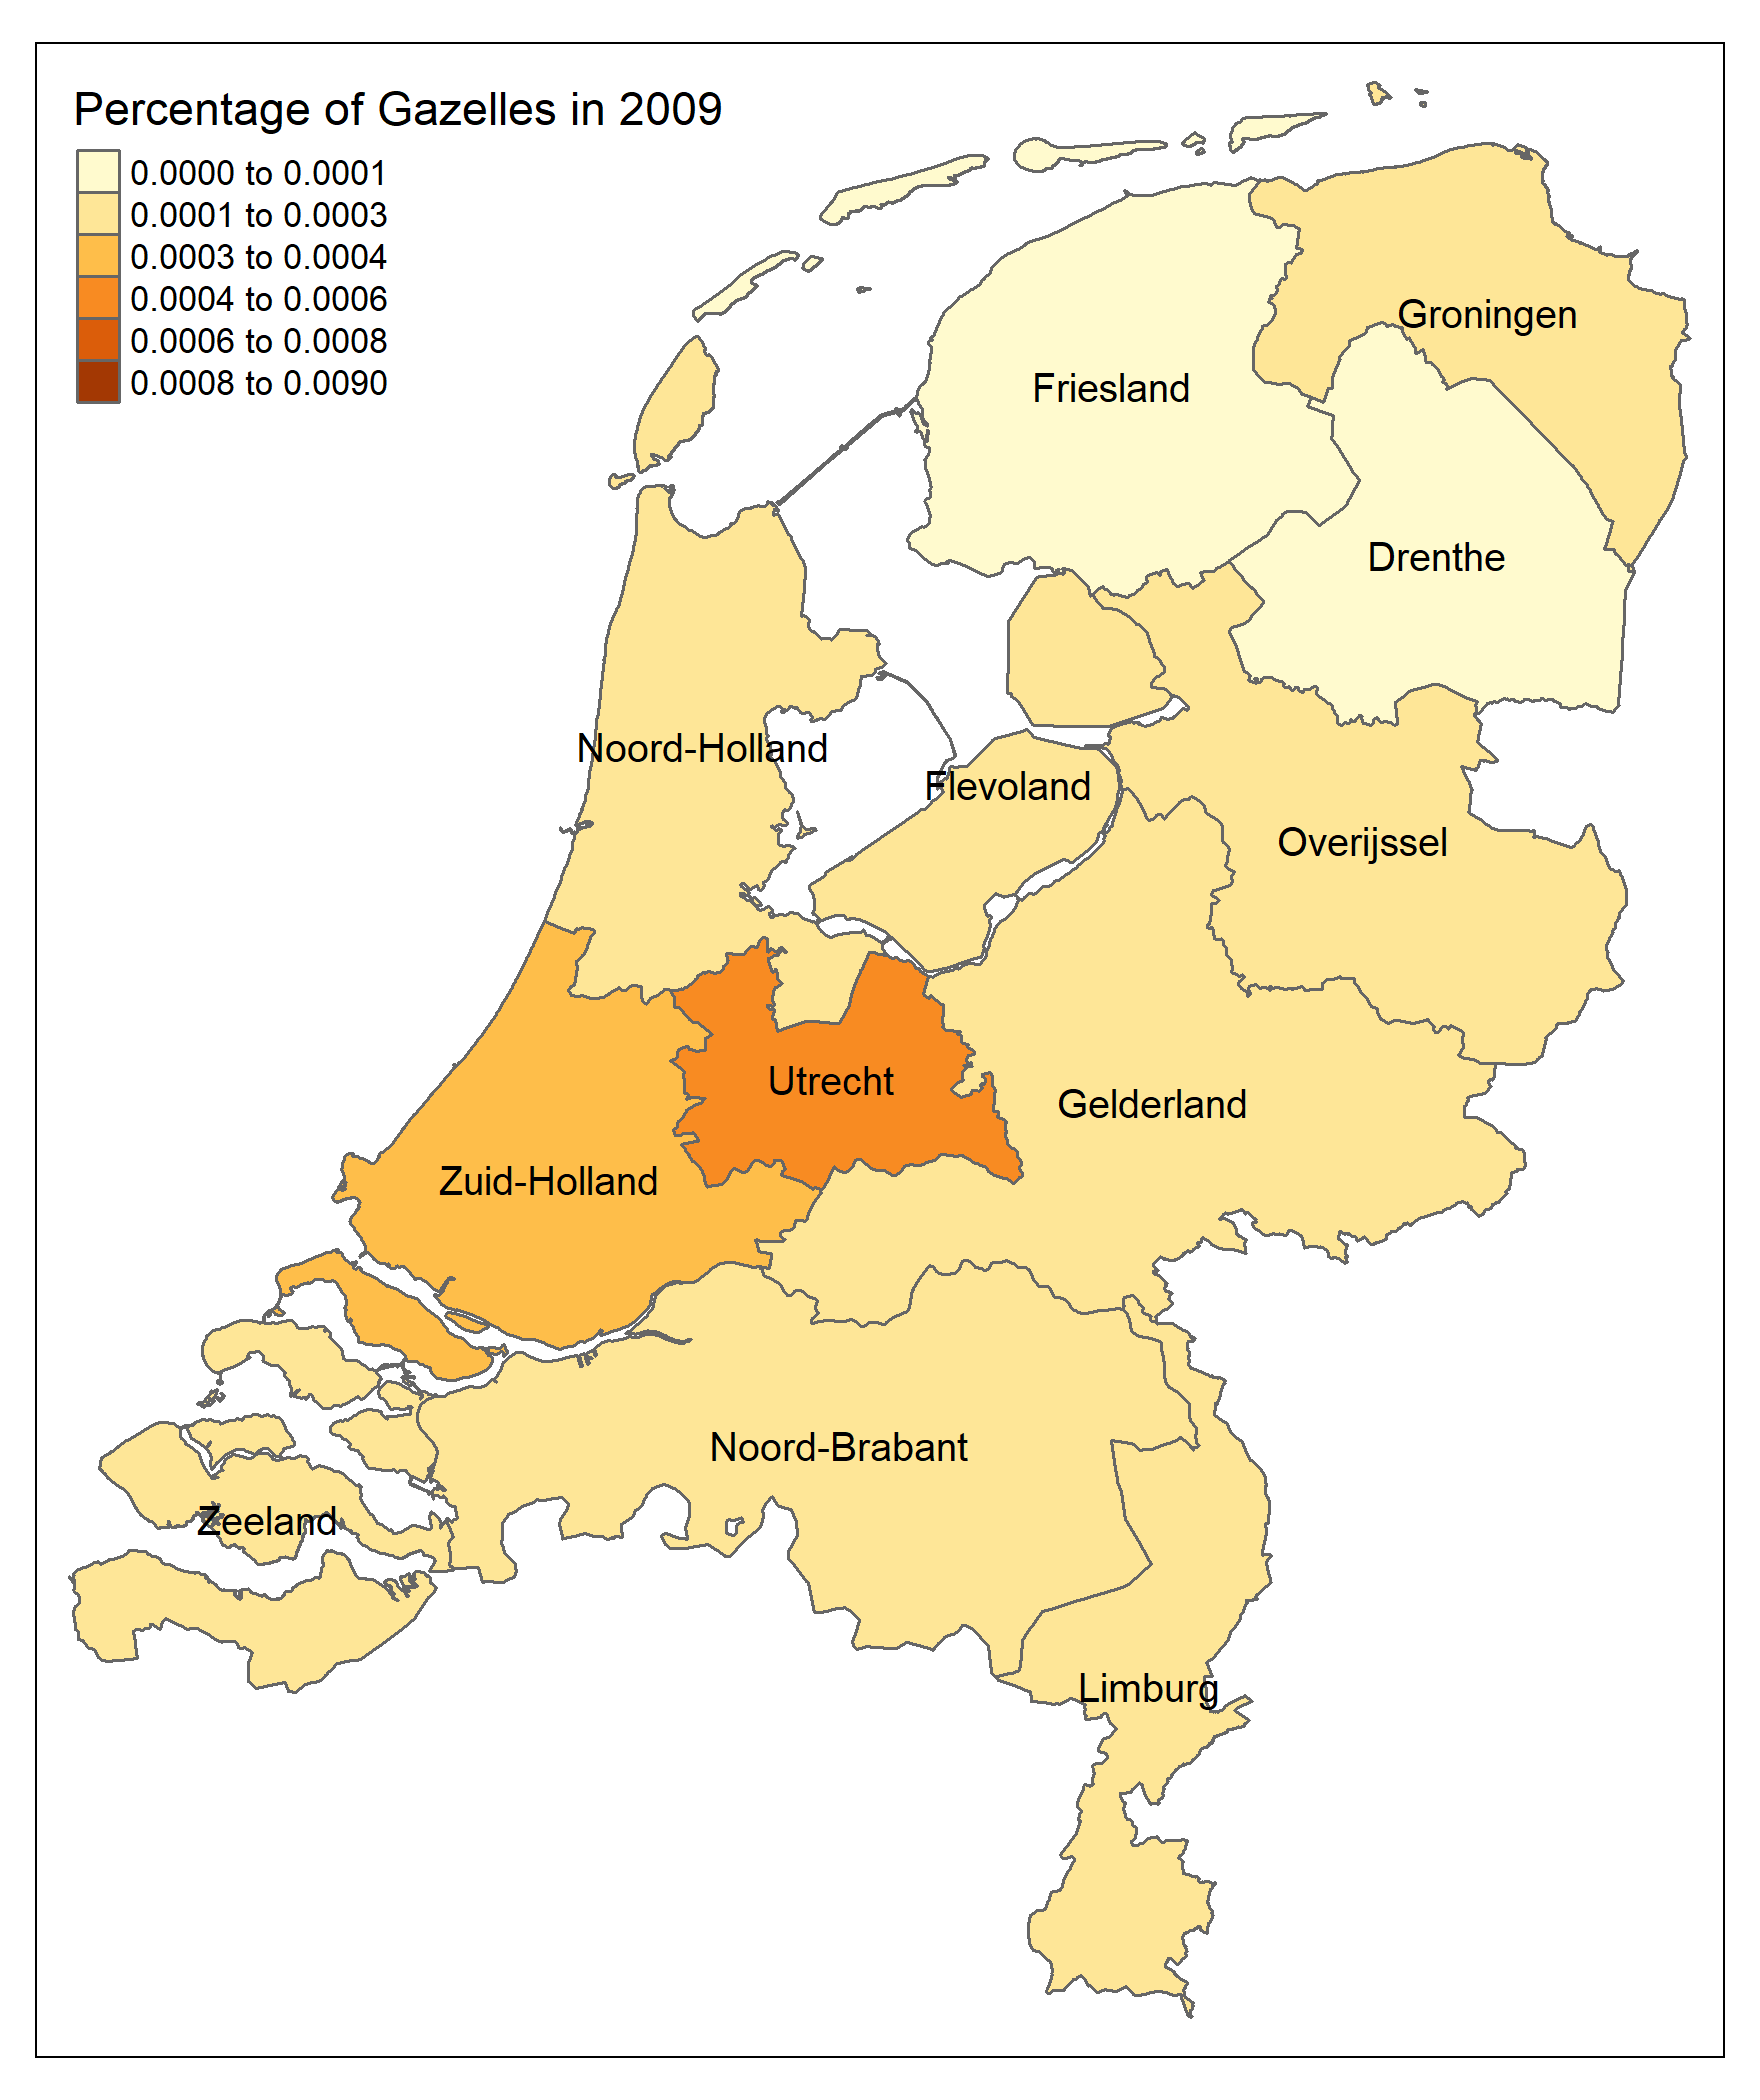 Percentage of Gazelles in 2009
0.0000 to 0.0001
0.0001 to 0.0003
0.0003 to 0.0004
0.0004 to 0.0006
0.0006 to 0.0008
0.0008 to 0.0090
Groningen
Friesland
Drenthe
Noord-Holland
Flevoland
Overijssel
Utrecht
Gelderland
Zuid-Holland
Noord-Brabant
Zeeland
Limburg